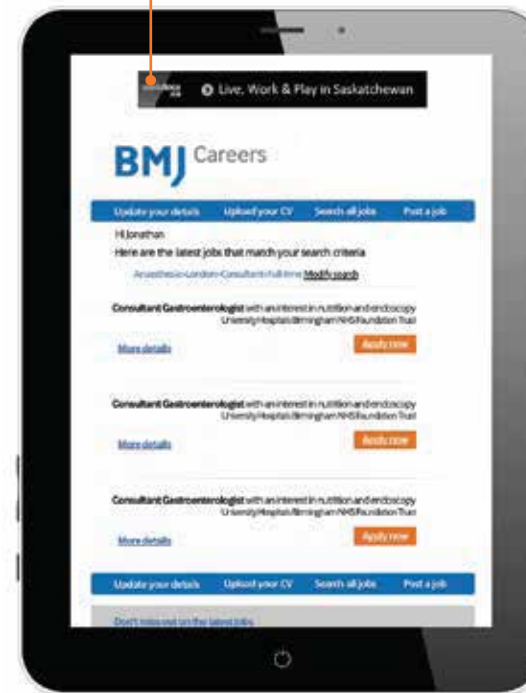 Live, Work & Play in Saskatchewan
BMJ Careers
Update your details Upload your CV Search all jobs Post a job
Hi Jonathan
Here are the latest jobs that match your search criteria
Anaesthesic-London-Consultant-Full-time Modify search
Consultant Gastroenterologist with an interest in nutrition and endoscopy
University Hospitals Birmingham NHS Foundation Trust
More details Apply now
Consultant Gastroenterologist with an interest in nutrition and endoscopy
University Hospitals Birmingham NHS Foundation Trust
More details Apply now
Consultant Gastroenterologist with an interest in nutrition and endoscopy
University Hospitals Birmingham NHS Foundation Trust
More details Apply now
Update your details Upload your CV Search all jobs Post a job
Don't miss out on the latest jobs